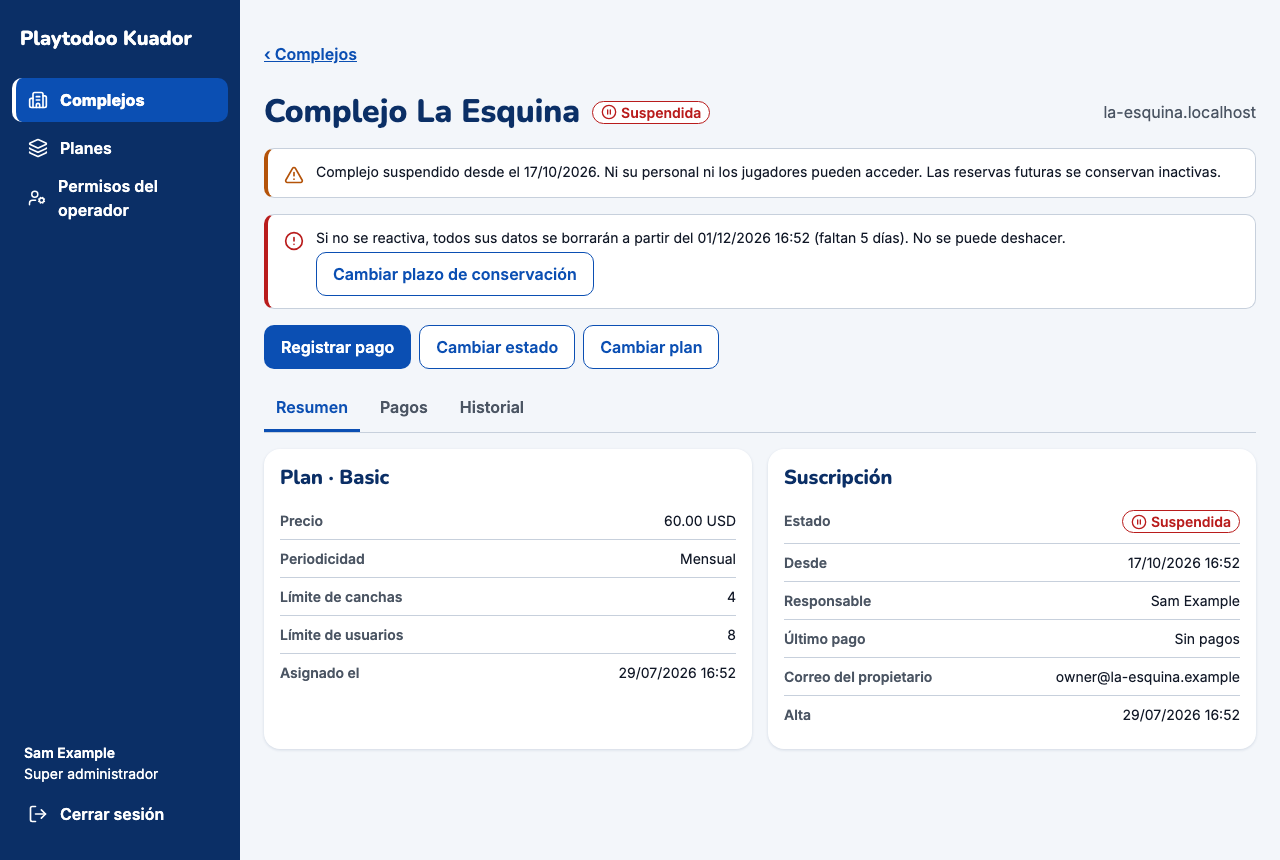 Playtodoo Kuador
Complejos
Planes
Permisos del
operador
Sam Example
Super administrador
Cerrar sesión
‹ Complejos
Complejo La Esquina
Suspendida
la-esquina.localhost
Complejo suspendido desde el 17/10/2026. Ni su personal ni los jugadores pueden acceder. Las reservas futuras se conservan inactivas.
Si no se reactiva, todos sus datos se borrarán a partir del 01/12/2026 16:52 (faltan 5 días). No se puede deshacer.
Cambiar plazo de conservación
Registrar pago
Cambiar estado
Cambiar plan
Resumen
Pagos
Historial
Plan · Basic
Precio 60.00 USD
Periodicidad Mensual
Límite de canchas 4
Límite de usuarios 8
Asignado el 29/07/2026 16:52
Suscripción
Estado Suspendida
Desde 17/10/2026 16:52
Responsable Sam Example
Último pago Sin pagos
Correo del propietario owner@la-esquina.example
Alta 29/07/2026 16:52